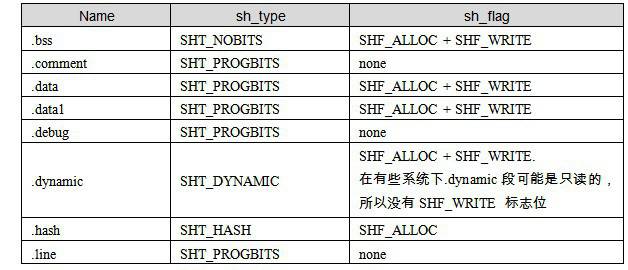 Name sh_type sh_flag
.bss SHT_NOBITS SHF_ALLOC + SHF_WRITE
.comment SHT_PROGBITS none
.data SHT_PROGBITS SHF_ALLOC + SHF_WRITE
.data1 SHT_PROGBITS SHF_ALLOC + SHF_WRITE
.debug SHT_PROGBITS none
.dynamic SHT_DYNAMIC SHF_ALLOC + SHF_WRITE.
在有些系统下.dynamic 段可能是只读的，
所以没有 SHF_WRITE 标志位
.hash SHT_HASH SHF_ALLOC
.line SHT_PROGBITS none